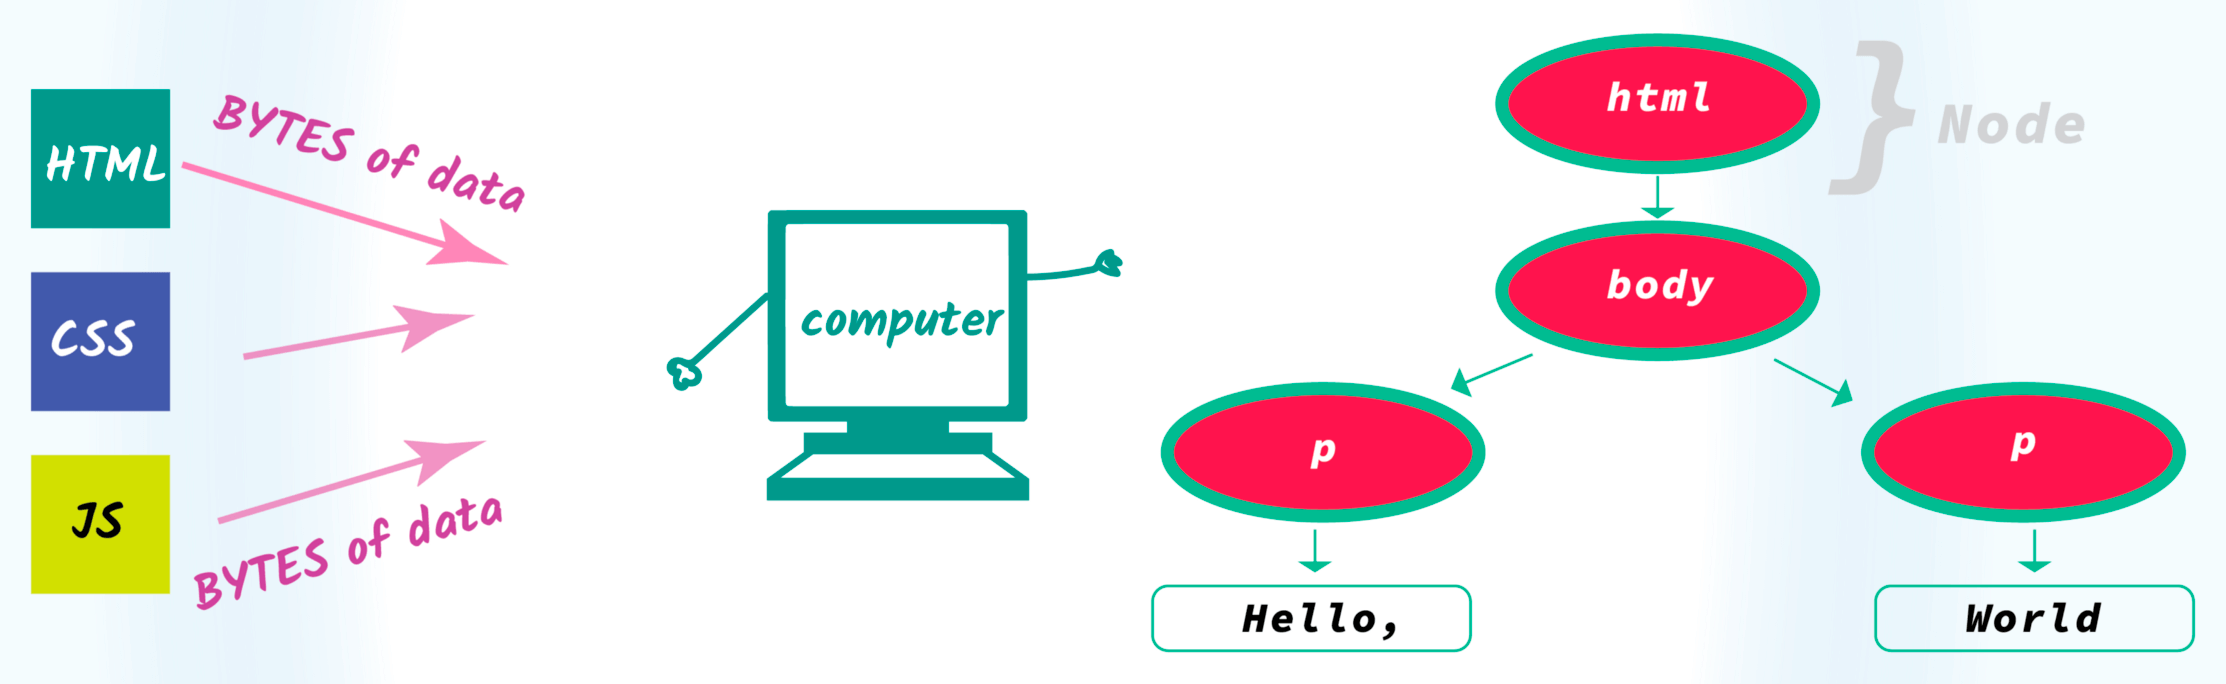 HTML
BYTES of data
CSS
JS
BYTES of data
computer
html
} Node
body
p
p
Hello,
World